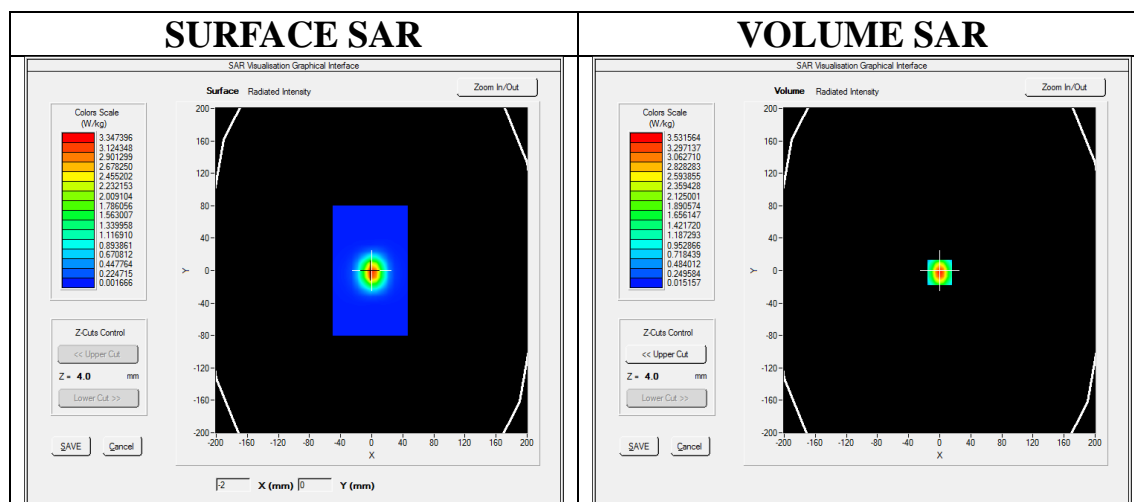 SURFACE SAR
VOLUME SAR
SAR Visualisation Graphical Interface
Surface Radiated Intensity
Zoom In/Out
Colors Scale
(W/kg)
3.347396
3.124348
2.901299
2.678250
2.455202
2.232153
2.009104
1.786056
1.563007
1.339958
1.116910
0.893861
0.670812
0.447764
0.224715
0.001666
200
160
120
80
40
0
-40
-80
-120
-160
-200
Y
-200 -160 -120 -80 -40 0 40 80 120 160 200
X
Z-Cuts Control
<< Upper Cut
Z = 4.0 mm
Lower Cut >>
SAVE Cancel
-2 X (mm) 0 Y (mm)
SAR Visualisation Graphical Interface
Volume Radiated Intensity
Zoom In/Out
Colors Scale
(W/kg)
3.531564
3.297137
3.062710
2.828283
2.593855
2.359428
2.125001
1.890574
1.656147
1.421720
1.187293
0.952866
0.718439
0.484012
0.249584
0.015157
200
160
120
80
40
0
-40
-80
-120
-160
-200
Y
-200 -160 -120 -80 -40 0 40 80 120 160 200
X
Z-Cuts Control
<< Upper Cut
Z = 4.0 mm
Lower Cut >>
SAVE Cancel